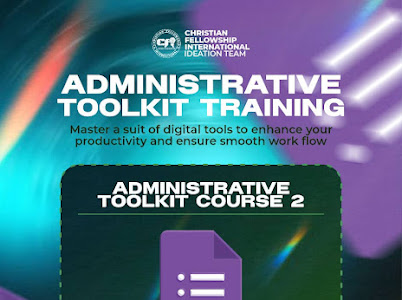 CHRISTIAN
FELLOWSHIP
INTERNATIONAL
IDEATION TEAM
cfi
ADMINISTRATIVE
TOOLKIT TRAINING
Master a suit of digital tools to enhance your
productivity and ensure smooth work flow
ADMINISTRATIVE
TOOLKIT COURSE 2